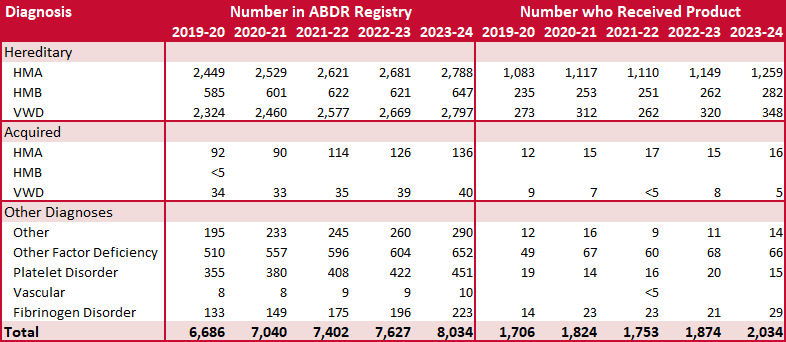 Diagnosis Number in ABDR Registry Number who Received Product
2019-20 2020-21 2021-22 2022-23 2023-24 2019-20 2020-21 2021-22 2022-23 2023-24
Hereditary
HMA 2,449 2,529 2,621 2,681 2,788 1,083 1,117 1,110 1,149 1,259
HMB 585 601 622 621 647 235 253 251 262 282
VWD 2,324 2,460 2,577 2,669 2,797 273 312 262 320 348
Acquired
HMA 92 90 114 126 136 12 15 17 15 16
HMB <5
VWD 34 33 35 39 40 9 7 <5 8 5
Other Diagnoses
Other 195 233 245 260 290 12 16 9 11 14
Other Factor Deficiency 510 557 596 604 652 49 67 60 68 66
Platelet Disorder 355 380 408 422 451 19 14 16 20 15
Vascular 8 8 9 9 10 <5
Fibrinogen Disorder 133 149 175 196 223 14 23 23 21 29
Total 6,686 7,040 7,402 7,627 8,034 1,706 1,824 1,753 1,874 2,034